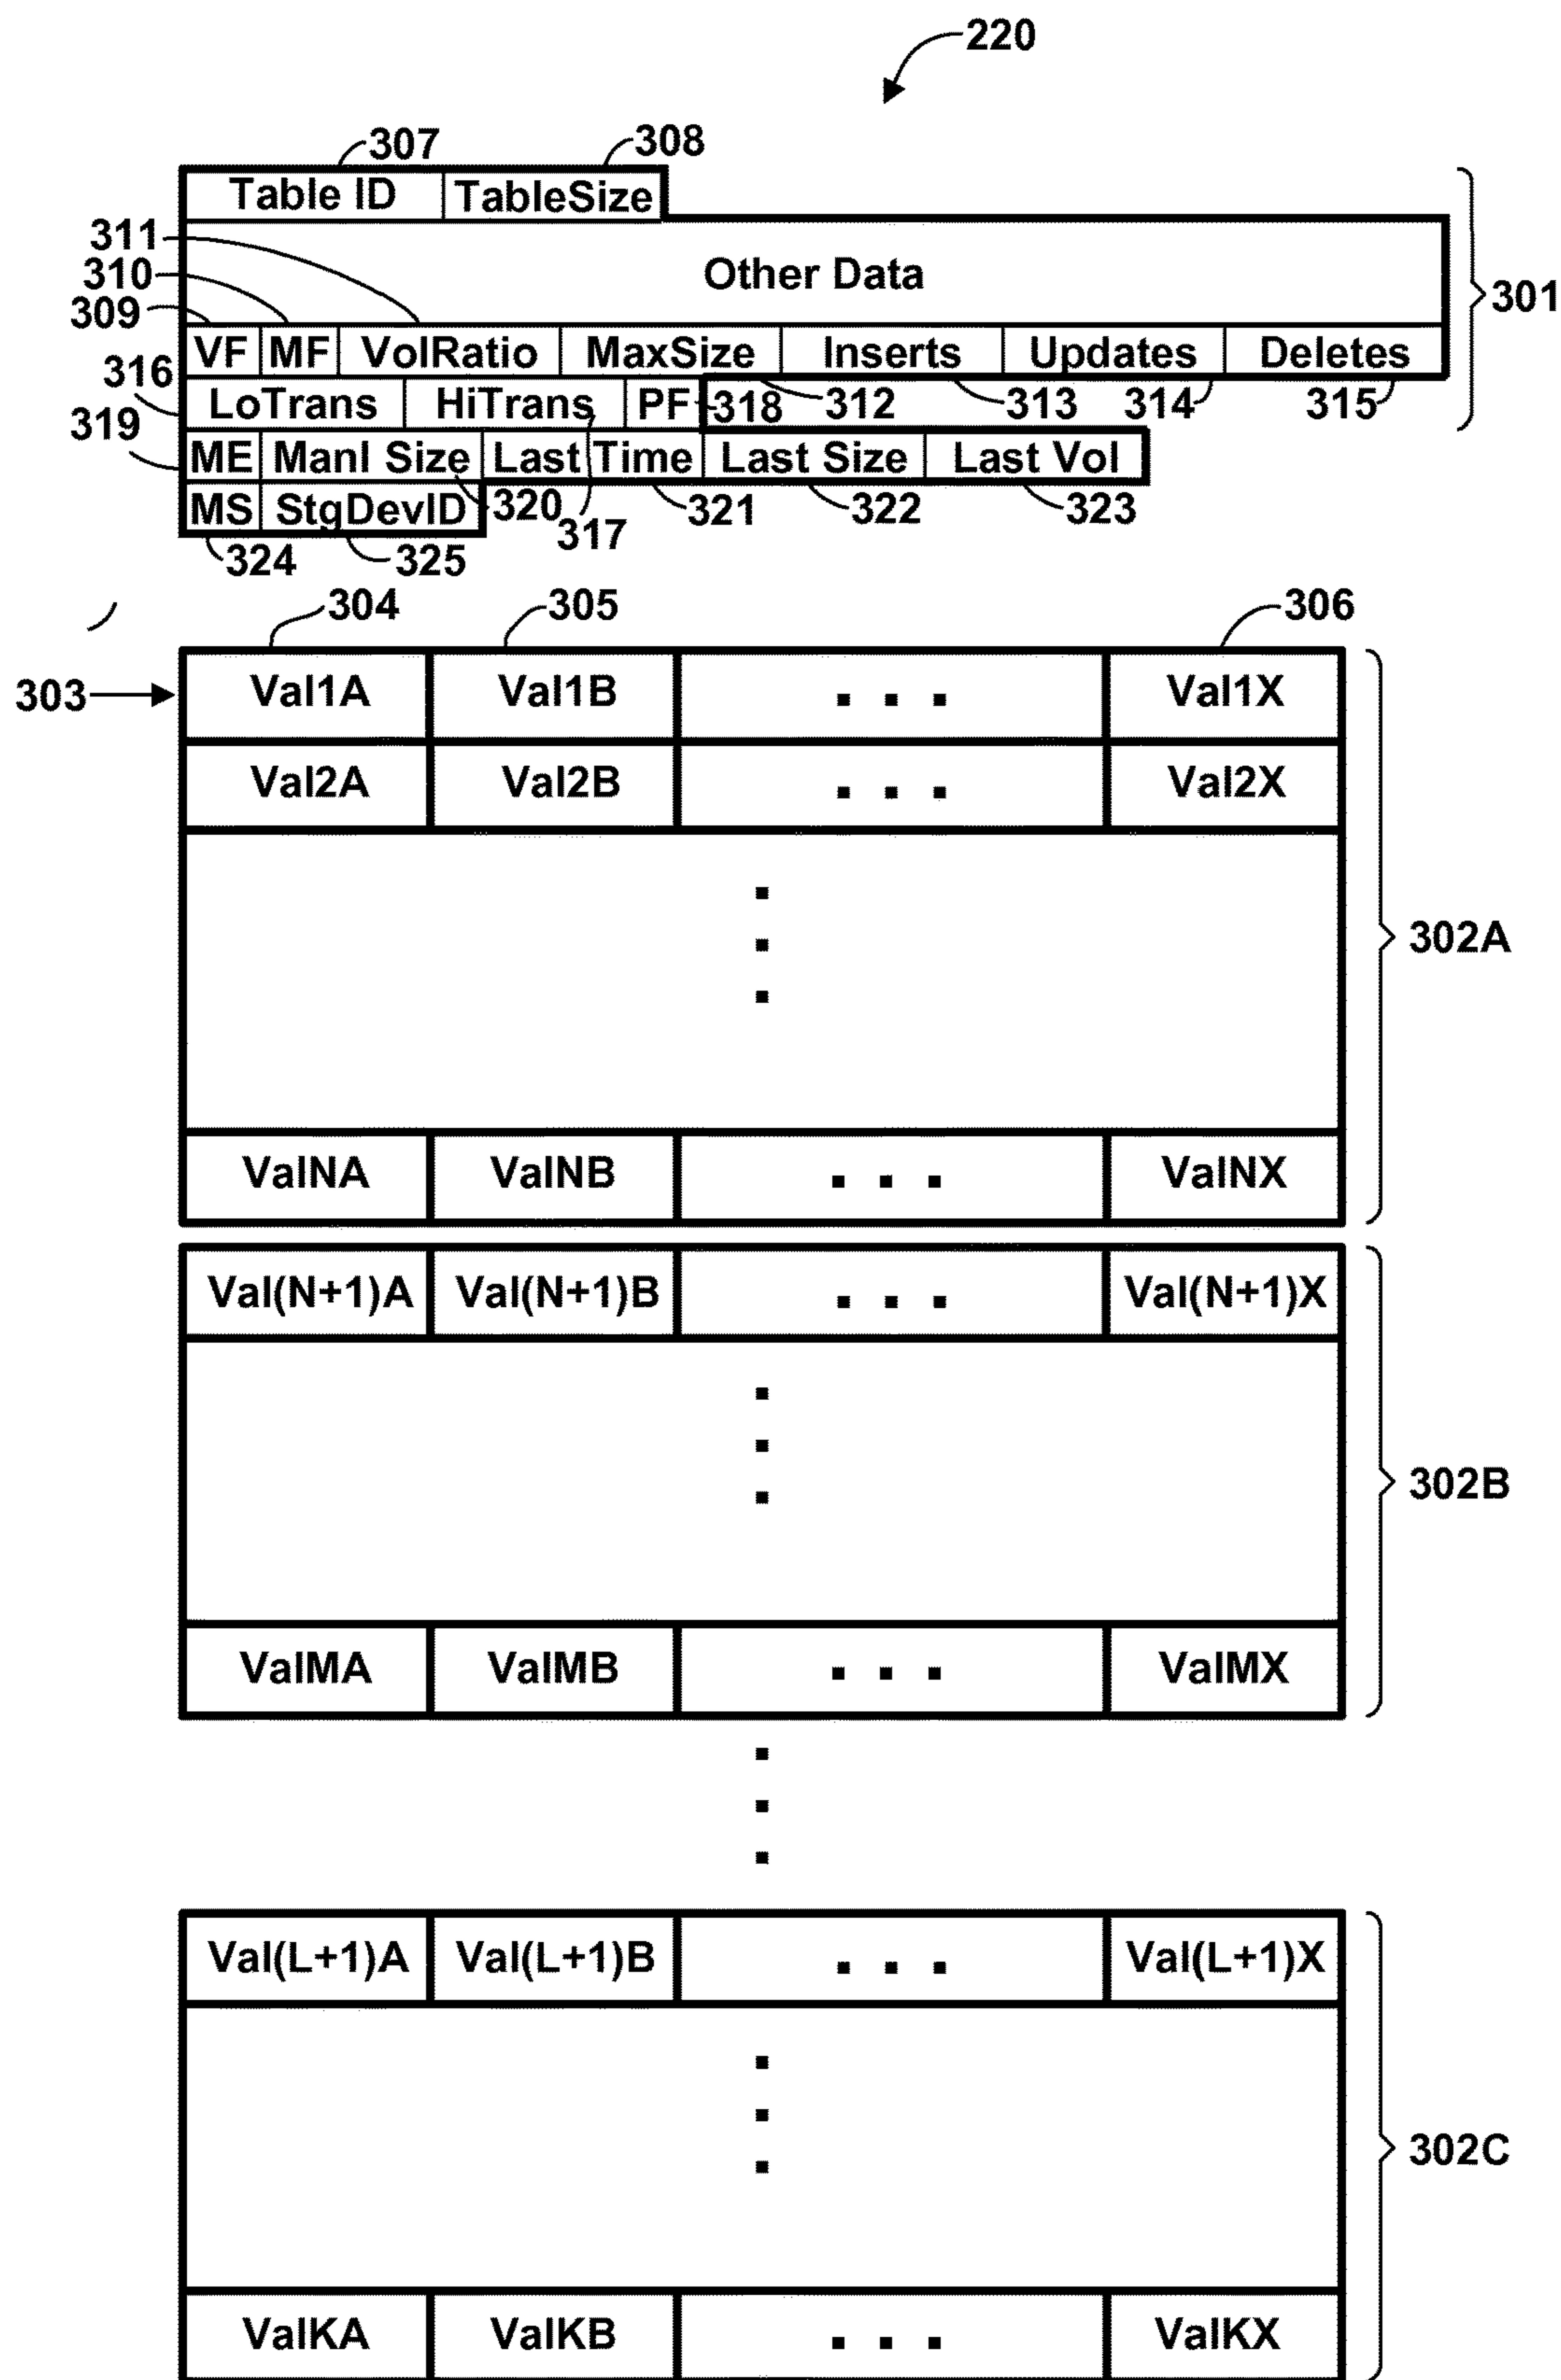 220
307 308
Table ID TableSize
311
310
Other Data
301
309
VF MF VolRatio MaxSize Inserts Updates Deletes
316
LoTrans HiTrans PF 318 312 313 314 315
319
ME Manl Size Last Time Last Size Last Vol
MS StgDevID 320 317 321 322 323
324 325
304 305 306
303 Val1A Val1B . . . Val1X
Val2A Val2B . . . Val2X
.
.
.
302A
ValNA ValNB . . . ValNX
Val(N+1)A Val(N+1)B . . . Val(N+1)X
.
.
.
302B
ValMA ValMB . . . ValMX
.
.
.
Val(L+1)A Val(L+1)B . . . Val(L+1)X
.
.
.
302C
ValKA ValKB . . . ValKX